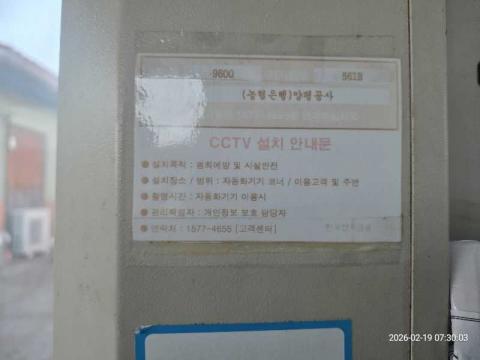 9600 5618
(농협은행)양평공사
CCTV 설치 안내문
● 설치목적 : 범죄예방 및 시설안전
● 설치장소 / 범위 : 자동화기기 코너 / 이용고객 및 주변
● 촬영시간 : 자동화기기 이용시
● 관리책임자 : 개인정보 보호 담당자
● 연락처 : 1577-4655 [고객센터]
2026-02-19 07:30:03